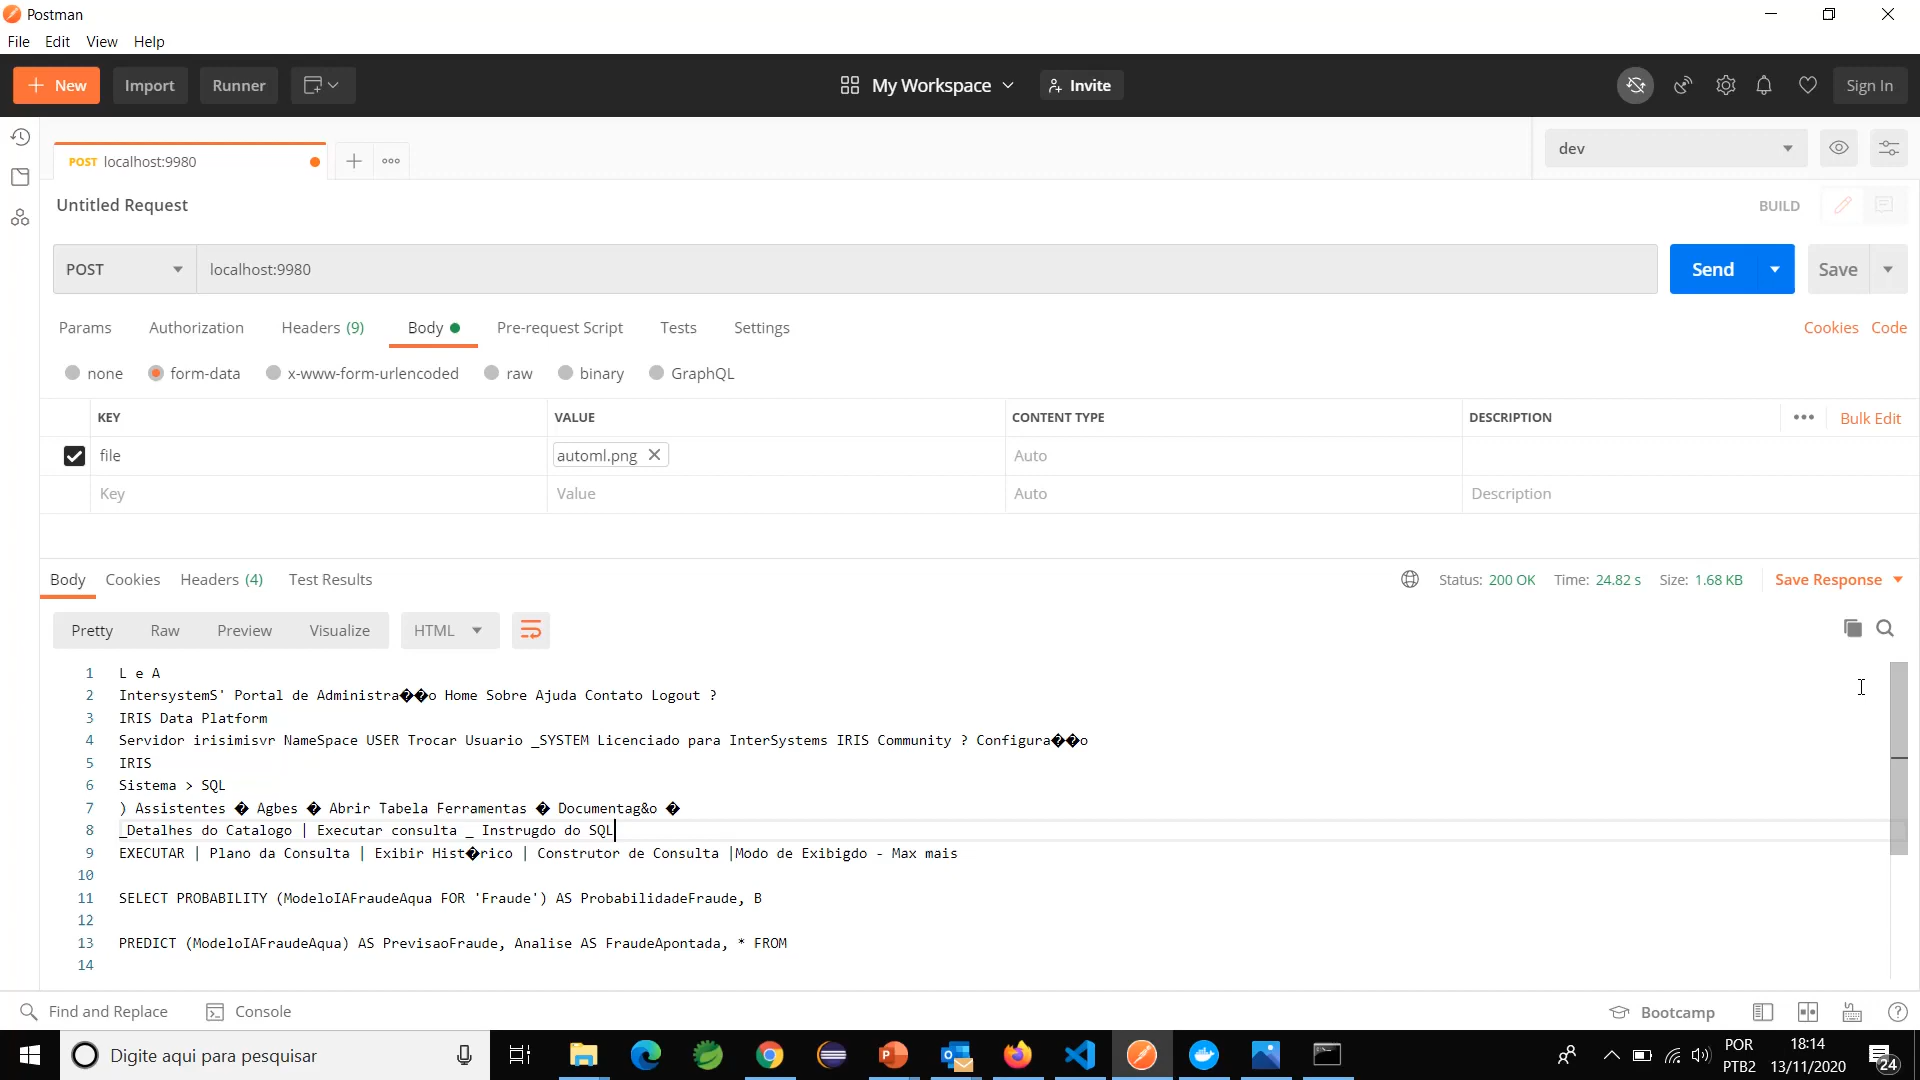 Postman
File Edit View Help
New Import Runner My Workspace Invite Sign In
POST localhost:9980 dev
Untitled Request BUILD
POST localhost:9980 Send Save
Params Authorization Headers (9) Body Pre-request Script Tests Settings Cookies Code
none form-data x-www-form-urlencoded raw binary GraphQL
KEY VALUE CONTENT TYPE DESCRIPTION Bulk Edit
file automl.png Auto
Key Value Auto Description
Body Cookies Headers (4) Test Results Status: 200 OK Time: 24.82 s Size: 1.68 KB Save Response
Pretty Raw Preview Visualize HTML
1 L e A
2 IntersystemS' Portal de Administra��o Home Sobre Ajuda Contato Logout ?
3 IRIS Data Platform
4 Servidor irisimisvr NameSpace USER Trocar Usuario _SYSTEM Licenciado para InterSystems IRIS Community ? Configura��o
5 IRIS
6 Sistema > SQL
7 ) Assistentes � Agbes � Abrir Tabela Ferramentas � Documentag&o �
8 _Detalhes do Catalogo | Executar consulta _ Instrugdo do SQL
9 EXECUTAR | Plano da Consulta | Exibir Hist�rico | Construtor de Consulta |Modo de Exibigdo - Max mais
10
11 SELECT PROBABILITY (ModeloIAFraudeAqua FOR 'Fraude') AS ProbabilidadeFraude, B
12
13 PREDICT (ModeloIAFraudeAqua) AS PrevisaoFraude, Analise AS FraudeApontada, * FROM
14
Find and Replace Console Bootcamp
Digite aqui para pesquisar POR 18:14
PTB2 13/11/2020 24